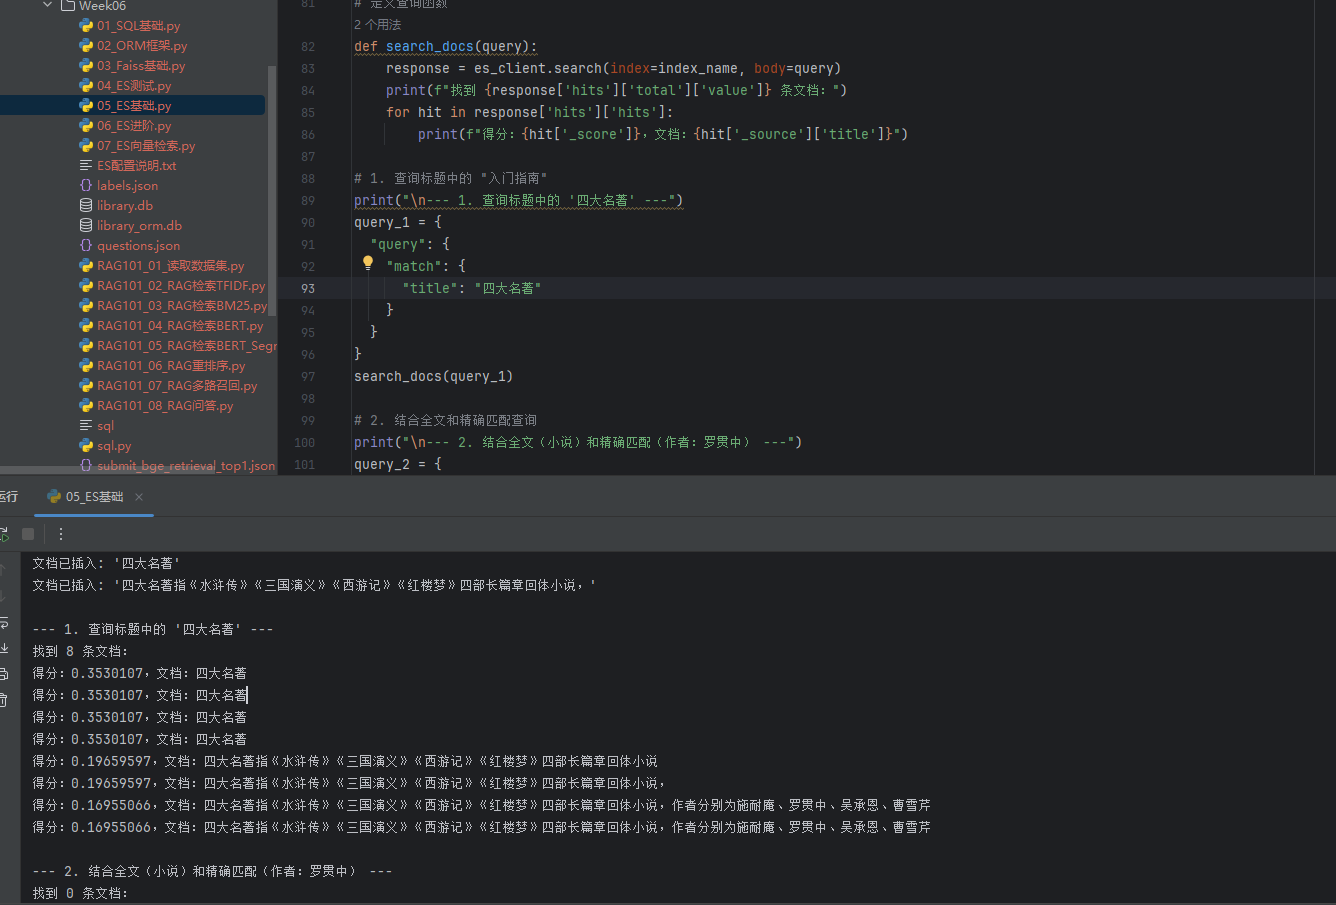 Week06
01_SQL基础.py
02_ORM框架.py
03_Faiss基础.py
04_ES测试.py
05_ES基础.py
06_ES进阶.py
07_ES向量检索.py
ES配置说明.txt
labels.json
library.db
library_orm.db
questions.json
RAG101_01_读取数据集.py
RAG101_02_RAG检索TFIDF.py
RAG101_03_RAG检索BM25.py
RAG101_04_RAG检索BERT.py
RAG101_05_RAG检索BERT_Segr
RAG101_06_RAG重排序.py
RAG101_07_RAG多路召回.py
RAG101_08_RAG问答.py
sql
sql.py
submit_bge_retrieval_top1.json
81 # 定义查询函数
2 个用法
82 def search_docs(query):
83     response = es_client.search(index=index_name, body=query)
84     print(f"找到 {response['hits']['total']['value']} 条文档：")
85     for hit in response['hits']['hits']:
86         print(f"得分：{hit['_score']}，文档：{hit['_source']['title']}")
87
88 # 1. 查询标题中的 "入门指南"
89 print("\n--- 1. 查询标题中的 '四大名著' ---")
90 query_1 = {
91   "query": {
92     "match": {
93       "title": "四大名著"
94     }
95   }
96 }
97 search_docs(query_1)
98
99 # 2. 结合全文和精确匹配查询
100 print("\n--- 2. 结合全文（小说）和精确匹配（作者：罗贯中） ---")
101 query_2 = {
运行
05_ES基础
文档已插入: '四大名著'
文档已插入: '四大名著指《水浒传》《三国演义》《西游记》《红楼梦》四部长篇章回体小说，'
--- 1. 查询标题中的 '四大名著' ---
找到 8 条文档：
得分：0.3530107，文档：四大名著
得分：0.3530107，文档：四大名著
得分：0.3530107，文档：四大名著
得分：0.3530107，文档：四大名著
得分：0.19659597，文档：四大名著指《水浒传》《三国演义》《西游记》《红楼梦》四部长篇章回体小说
得分：0.19659597，文档：四大名著指《水浒传》《三国演义》《西游记》《红楼梦》四部长篇章回体小说，
得分：0.16955066，文档：四大名著指《水浒传》《三国演义》《西游记》《红楼梦》四部长篇章回体小说，作者分别为施耐庵、罗贯中、吴承恩、曹雪芹
得分：0.16955066，文档：四大名著指《水浒传》《三国演义》《西游记》《红楼梦》四部长篇章回体小说，作者分别为施耐庵、罗贯中、吴承恩、曹雪芹
--- 2. 结合全文（小说）和精确匹配（作者：罗贯中） ---
找到 0 条文档：